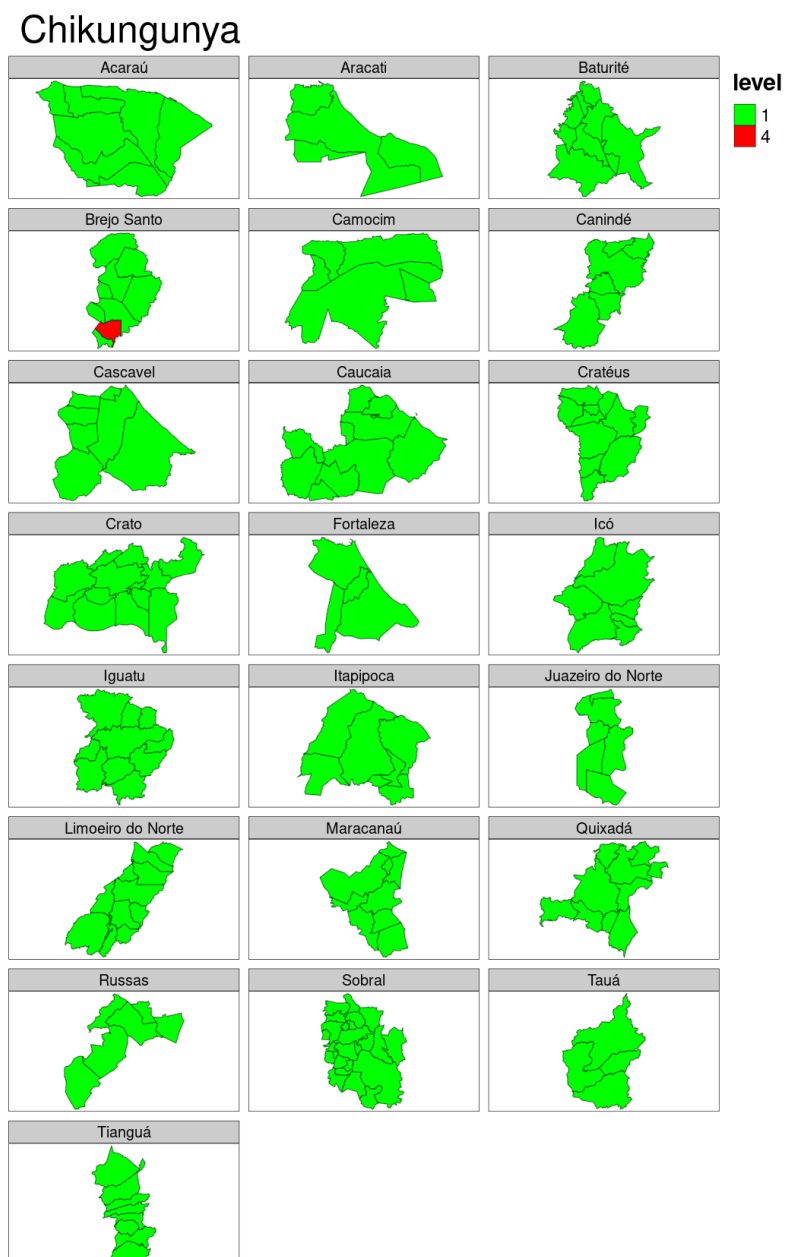 Chikungunya
Acaraú
Aracati
Baturité
level
1
4
Brejo Santo
Camocim
Canindé
Cascavel
Caucaia
Cratéus
Crato
Fortaleza
Icó
Iguatu
Itapipoca
Juazeiro do Norte
Limoeiro do Norte
Maracanaú
Quixadá
Russas
Sobral
Tauá
Tianguá